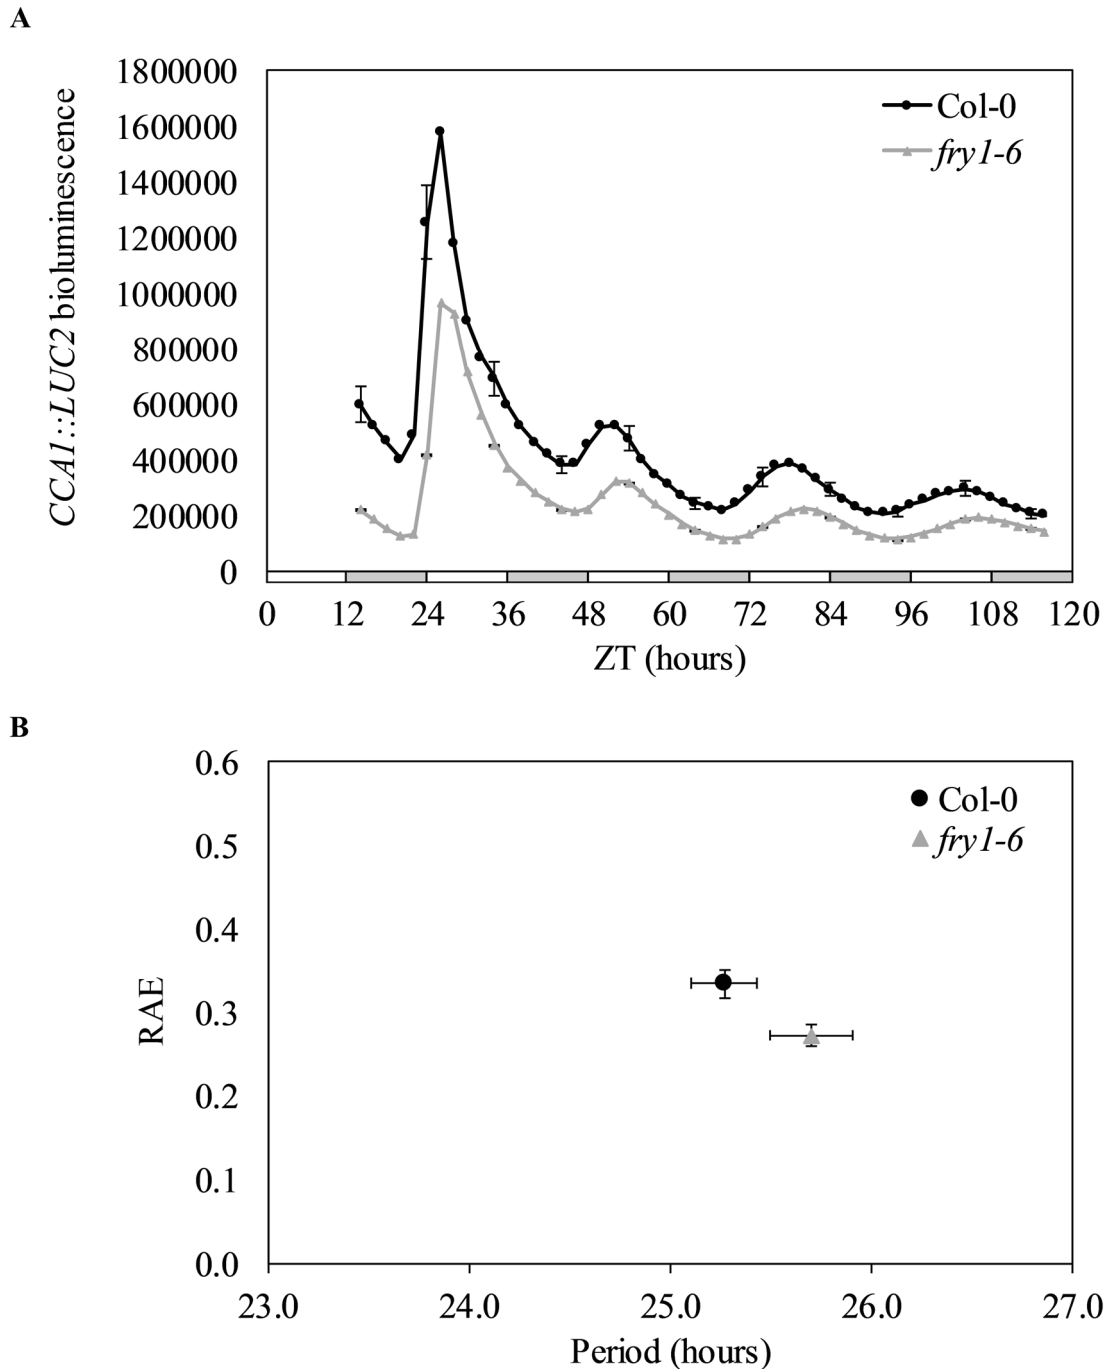 A
1800000
1600000
1400000
1200000
1000000
800000
600000
400000
200000
0
CCA1::LUC2 bioluminescence
Col-0
fry1-6
0 12 24 36 48 60 72 84 96 108 120
ZT (hours)
B
0.6
0.5
0.4
0.3
0.2
0.1
0.0
RAE
Col-0
fry1-6
23.0 24.0 25.0 26.0 27.0
Period (hours)